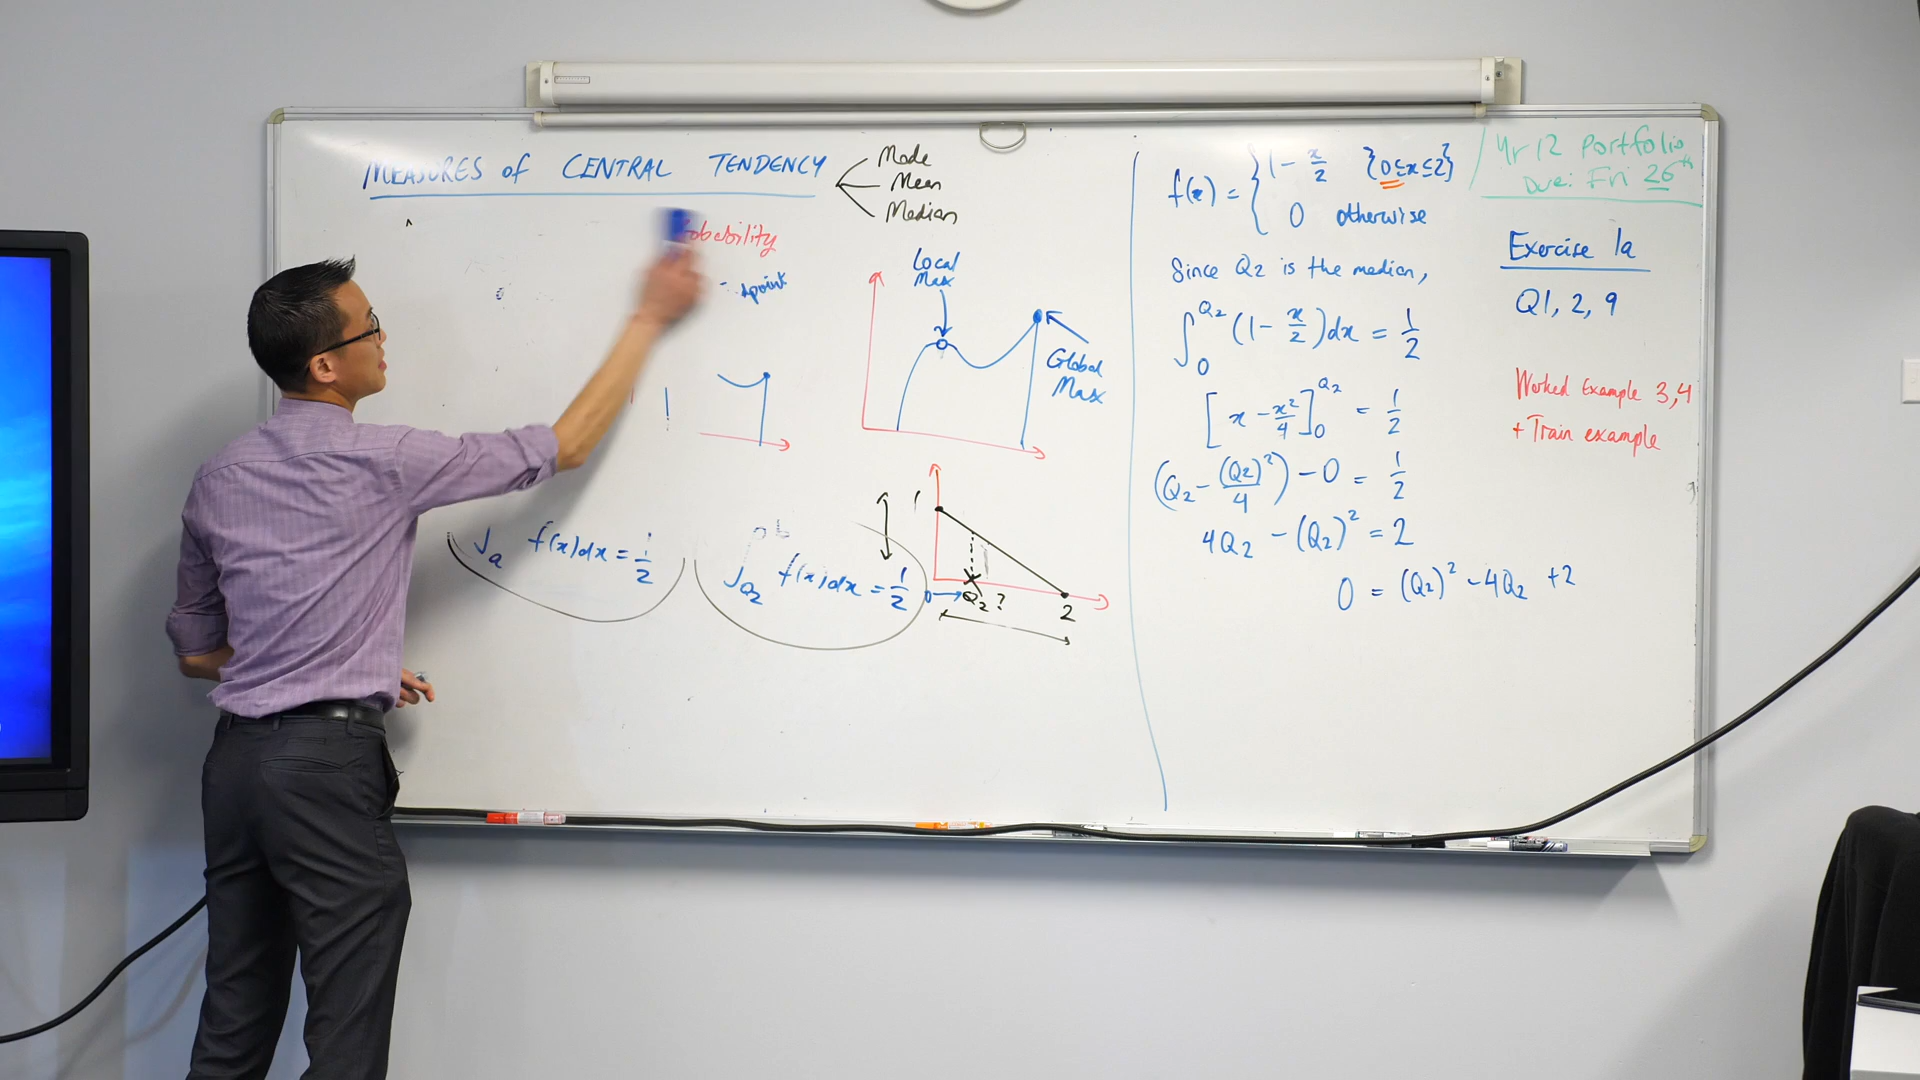 MEASURES of CENTRAL TENDENCY
Mode
Mean
Median
point
Local
Max
Global
Max
∫a f(x)dx = 1/2
∫Q2 b f(x)dx = 1/2
1
0
Q2 ?
2
f(x) = { 1 - x/2 {0≤x≤2}
0 otherwise
Since Q2 is the median,
∫0 Q2 (1 - x/2) dx = 1/2
[x - x²/4]0 Q2 = 1/2
(Q2 - (Q2)²/4) - 0 = 1/2
4Q2 - (Q2)² = 2
0 = (Q2)² - 4Q2 + 2
Yr 12 Portfolio
Due: Fri 26th
Exercise 1a
Q1, 2, 9
Worked Example 3,4
+ Train example